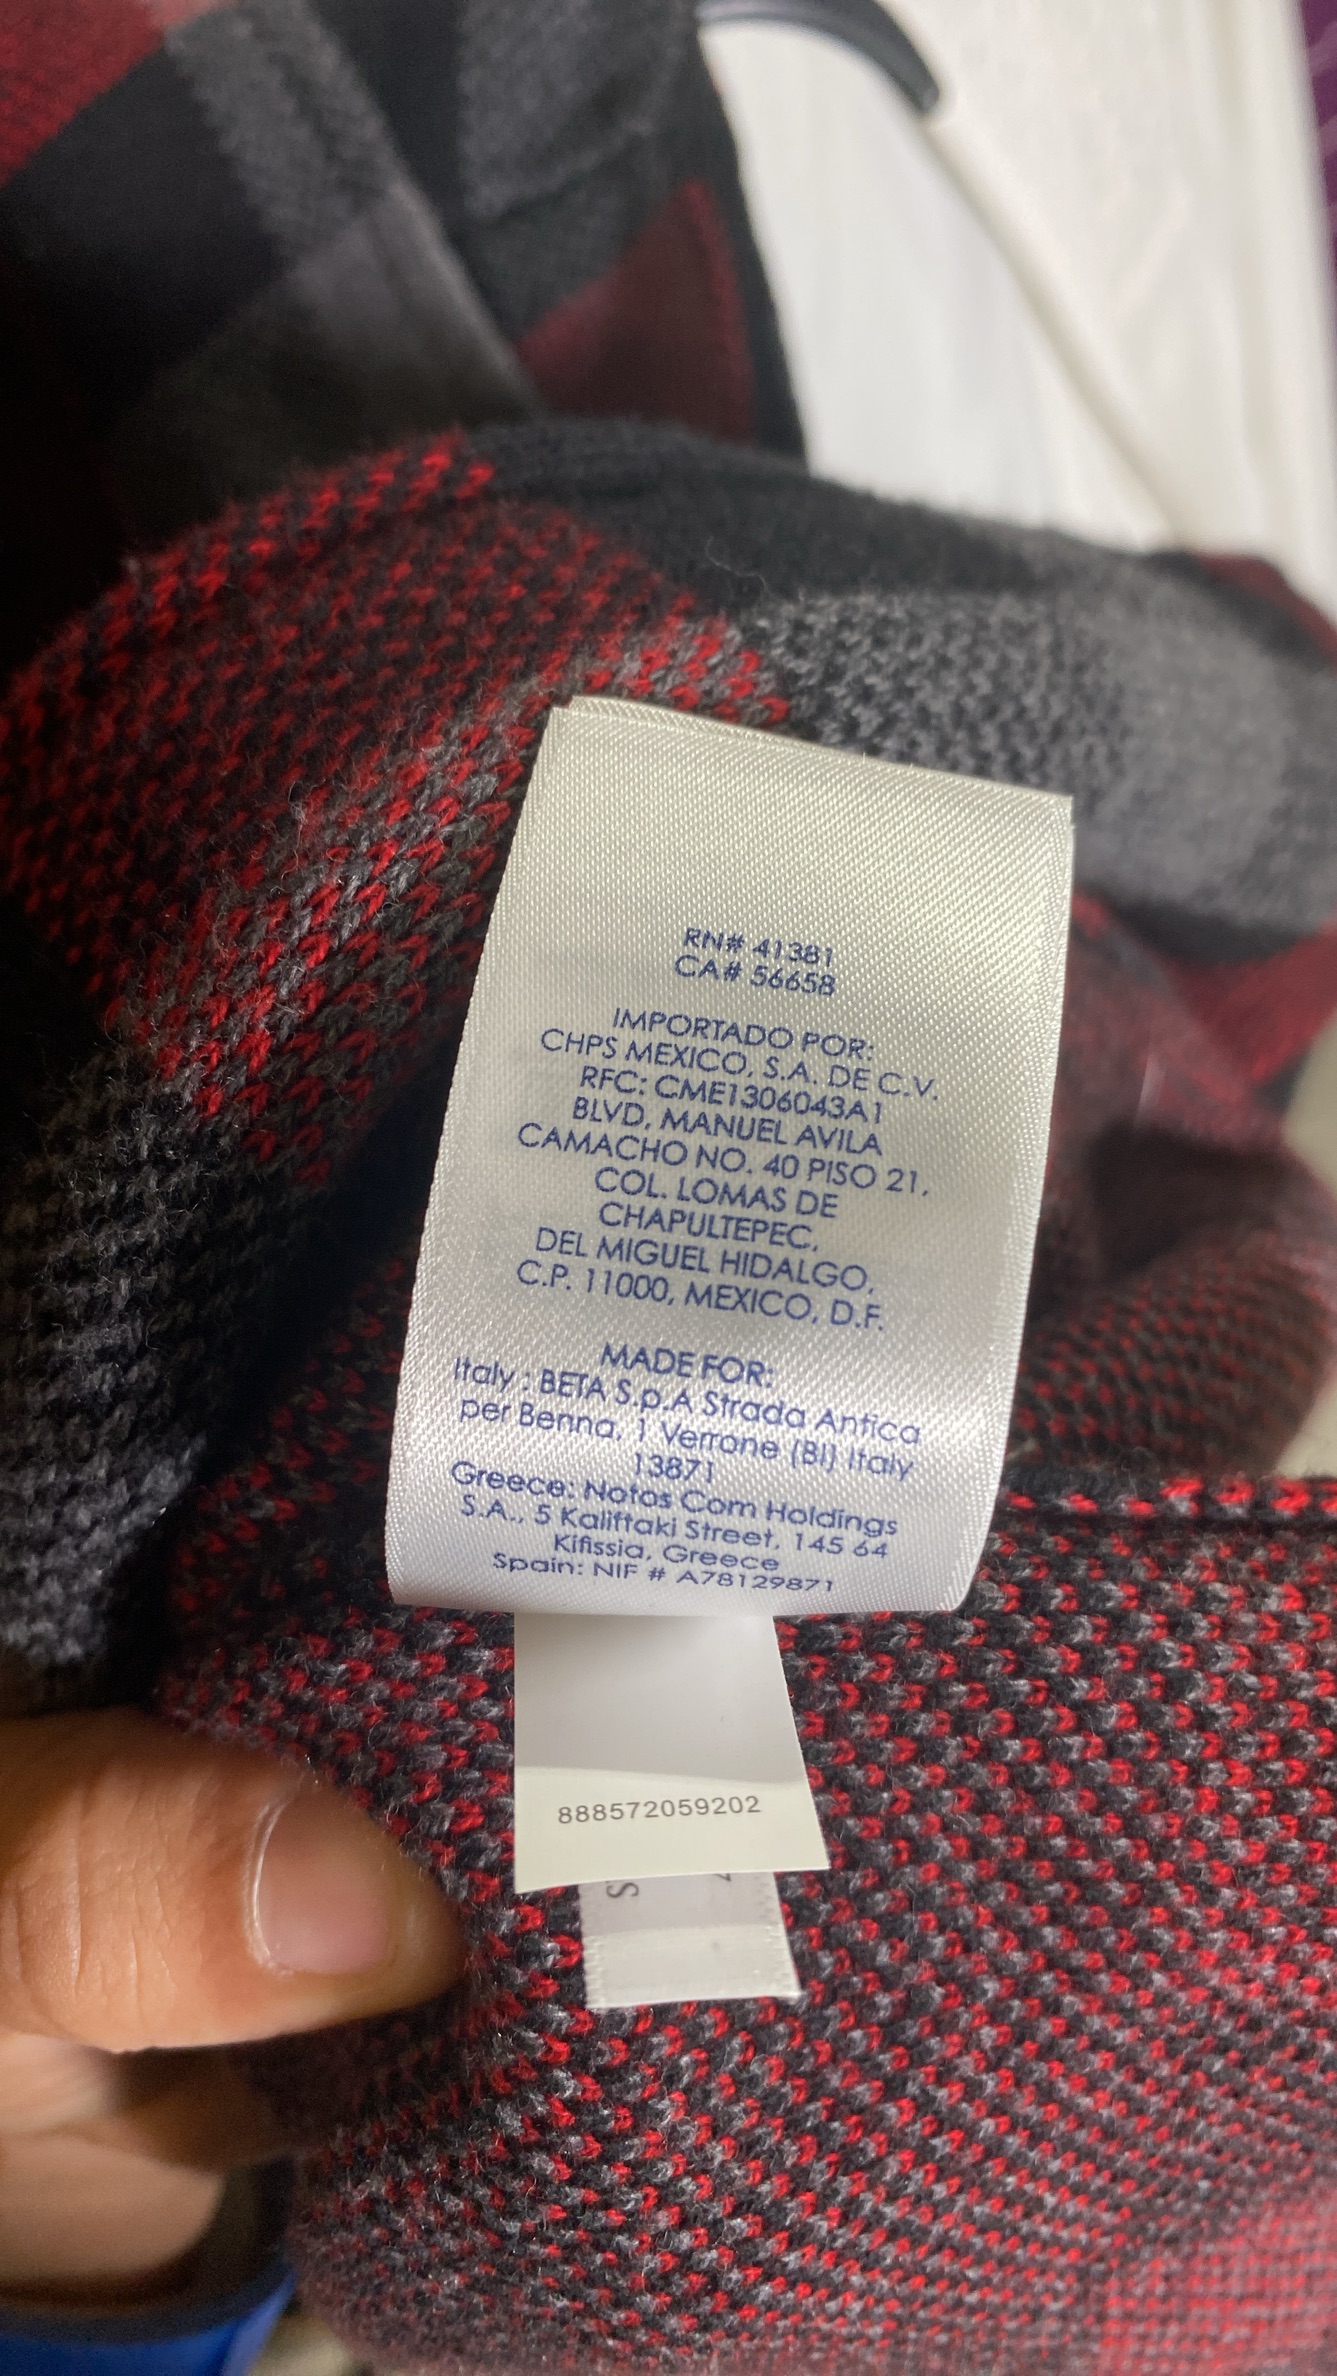 RN# 41381
CA# 56658
IMPORTADO POR:
CHPS MEXICO, S.A. DE C.V.
RFC: CME1306043A1
BLVD. MANUEL AVILA
CAMACHO NO. 40 PISO 21,
COL. LOMAS DE
CHAPULTEPEC,
DEL MIGUEL HIDALGO,
C.P. 11000, MEXICO, D.F.
MADE FOR:
Italy : BETA S.p.A Strada Antica
per Benna, 1 Verrone (BI) Italy
13871
Greece: Notos Com Holdings
S.A., 5 Kaliftaki Street, 145 64
Kifissia, Greece
Spain: NIF # A78129871
888572059202